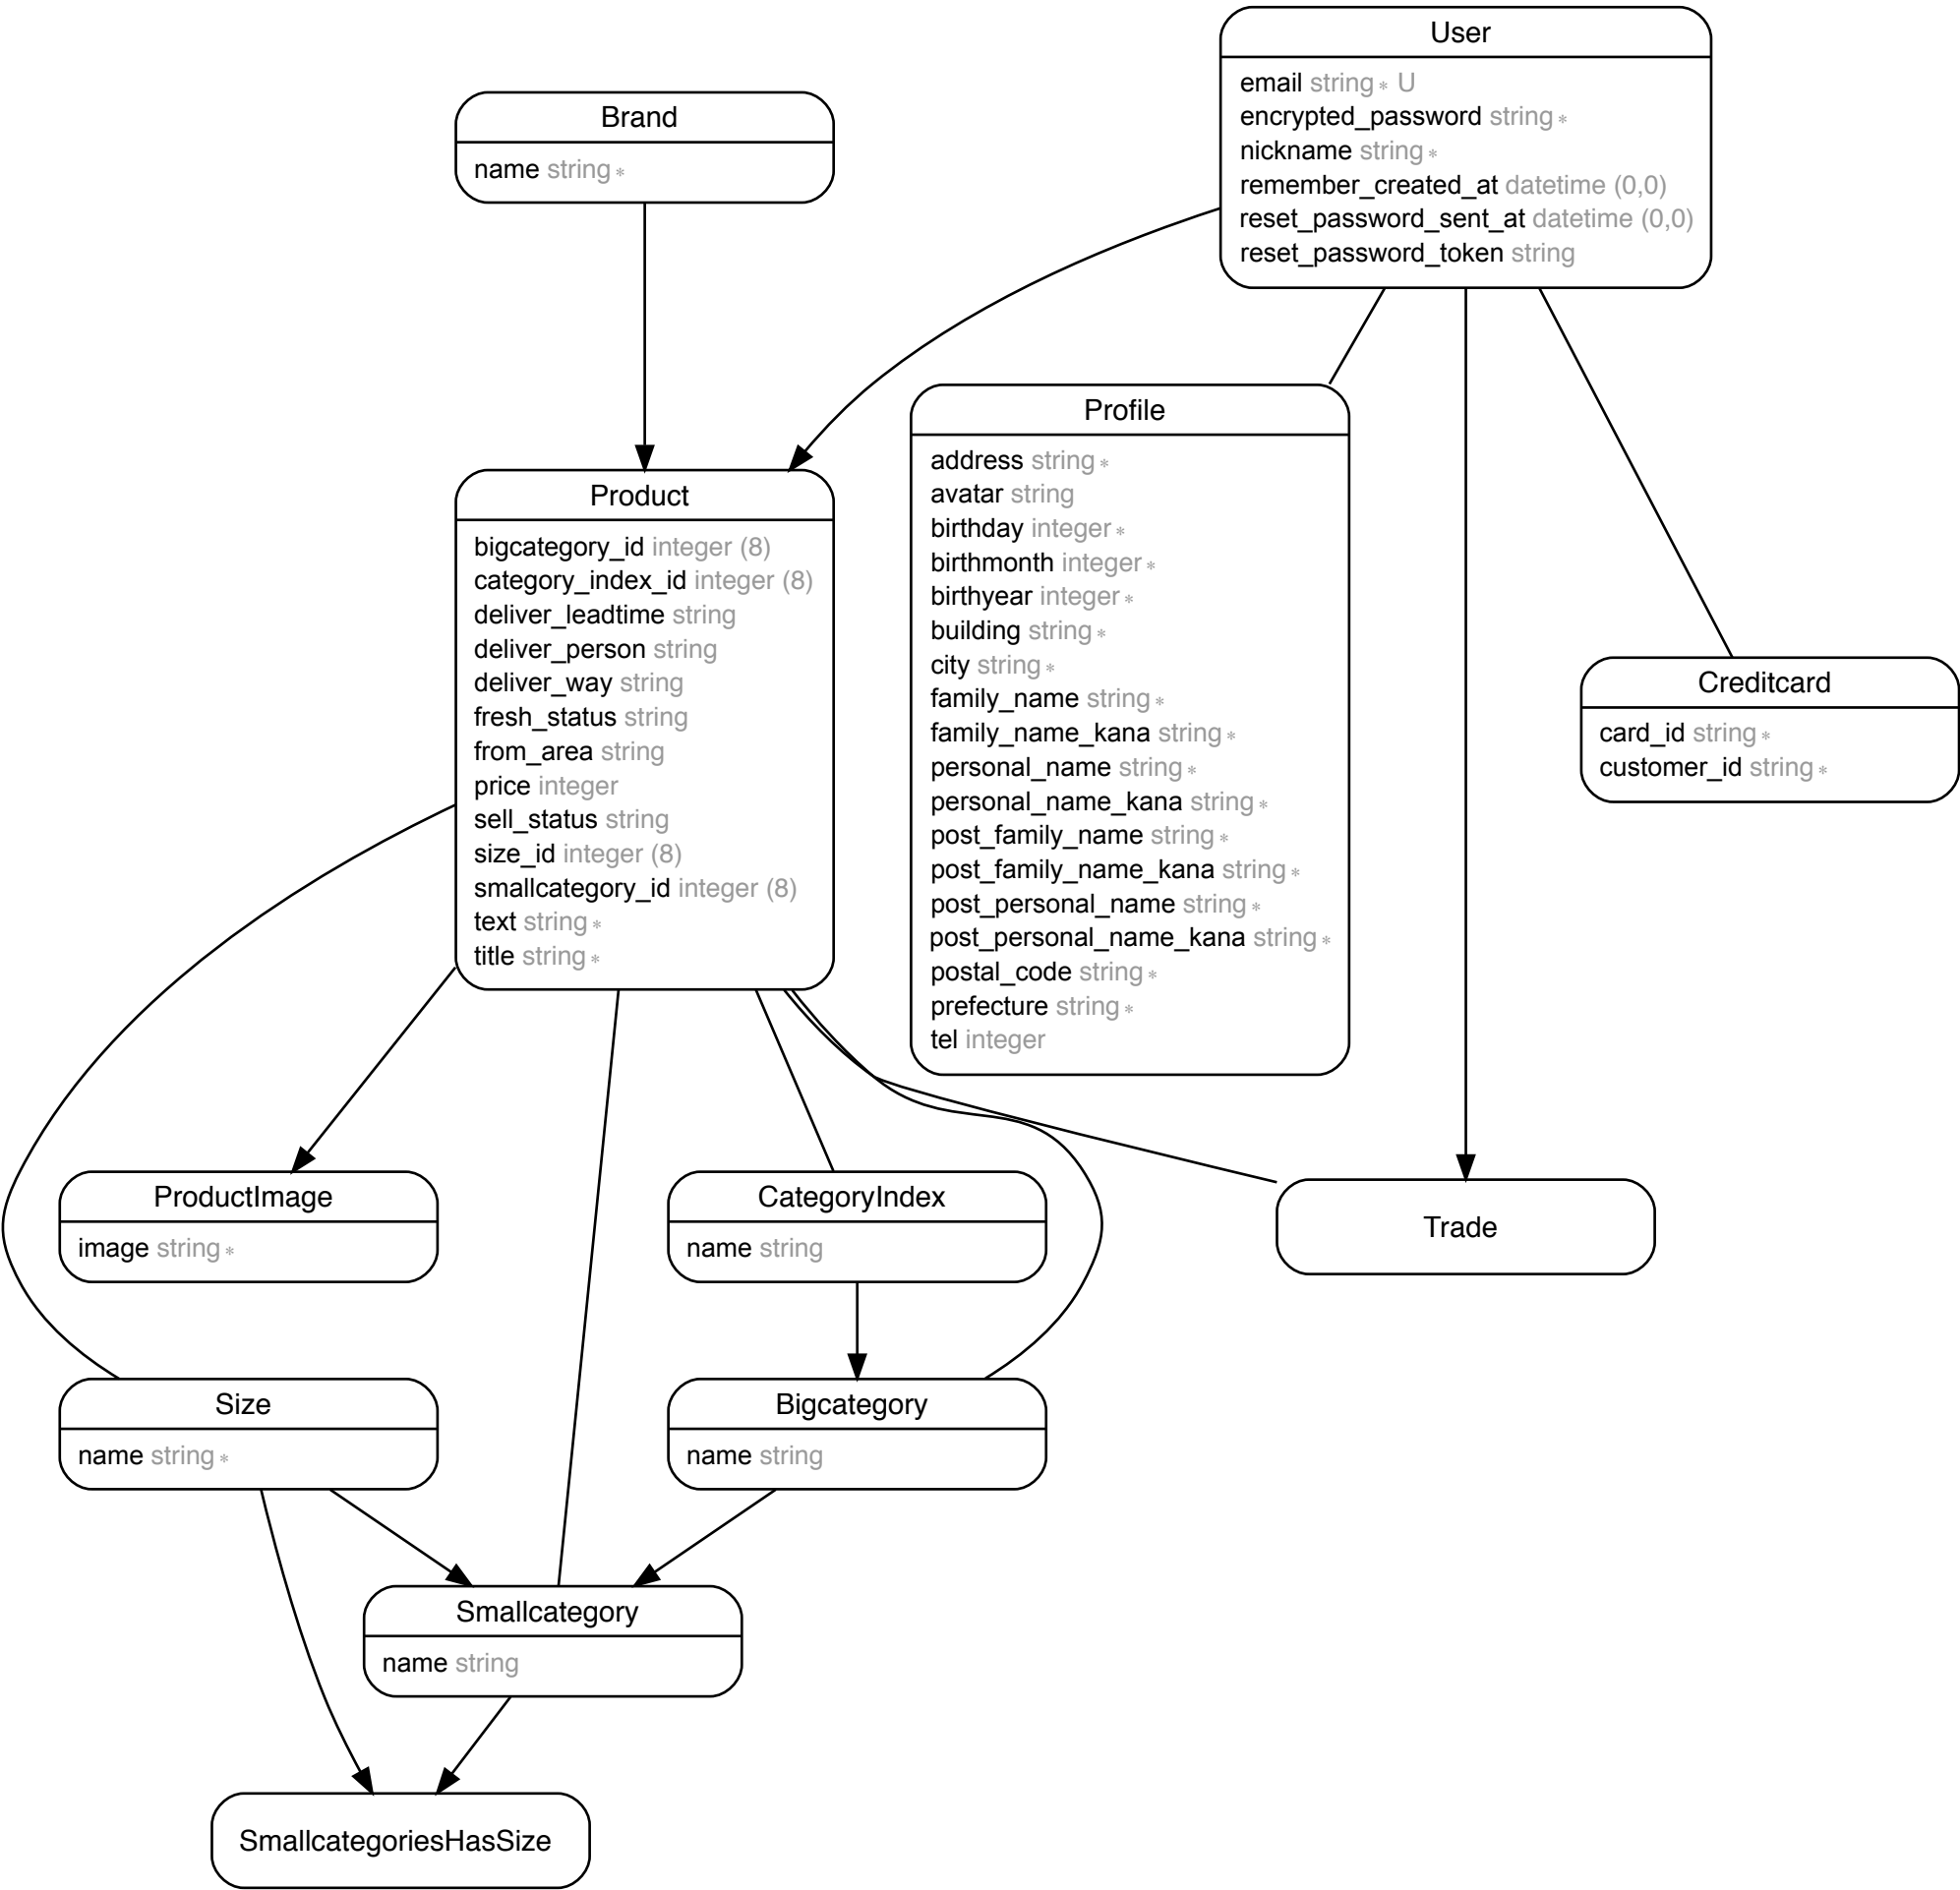 User
email string ∗ U
encrypted_password string ∗
nickname string ∗
remember_created_at datetime (0,0)
reset_password_sent_at datetime (0,0)
reset_password_token string
Brand
name string ∗
Profile
address string ∗
avatar string
birthday integer ∗
birthmonth integer ∗
birthyear integer ∗
building string ∗
city string ∗
family_name string ∗
family_name_kana string ∗
personal_name string ∗
personal_name_kana string ∗
post_family_name string ∗
post_family_name_kana string ∗
post_personal_name string ∗
post_personal_name_kana string ∗
postal_code string ∗
prefecture string ∗
tel integer
Product
bigcategory_id integer (8)
category_index_id integer (8)
deliver_leadtime string
deliver_person string
deliver_way string
fresh_status string
from_area string
price integer
sell_status string
size_id integer (8)
smallcategory_id integer (8)
text string ∗
title string ∗
Creditcard
card_id string ∗
customer_id string ∗
ProductImage
image string ∗
CategoryIndex
name string
Trade
Size
name string ∗
Bigcategory
name string
Smallcategory
name string
SmallcategoriesHasSize